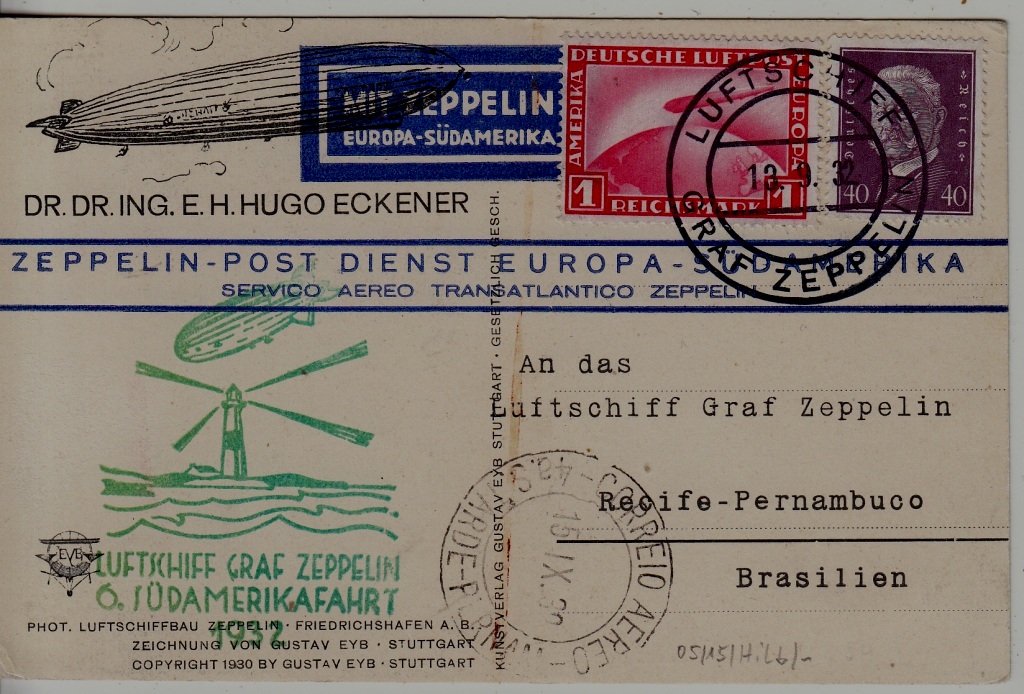 MIT ZEPPELIN
EUROPA-SÜDAMERIKA
DEUTSCHE LUFTPOST
AMERIKA
EUROPA
1
1
REICHSMARK
Deutsches
Reich
40
40
LUFTSCHIFF
GRAF ZEPPELIN
DR. DR. ING. E. H. HUGO ECKENER
ZEPPELIN-POST DIENST EUROPA-SÜDAMERIKA
SERVICO AEREO TRANSATLANTICO ZEPPELIN
An das
Luftschiff Graf Zeppelin
Recife-Pernambuco
Brasilien
CORREIO AEREO
KUNSTVERLAG GUSTAV EYB STUTTGART · GESETZLICH GESCH.
EYB
LUFTSCHIFF GRAF ZEPPELIN
6. SÜDAMERIKAFAHRT
1932
PHOT. LUFTSCHIFFBAU ZEPPELIN · FRIEDRICHSHAFEN A. B.
ZEICHNUNG VON GUSTAV EYB · STUTTGART
COPYRIGHT 1930 BY GUSTAV EYB · STUTTGART